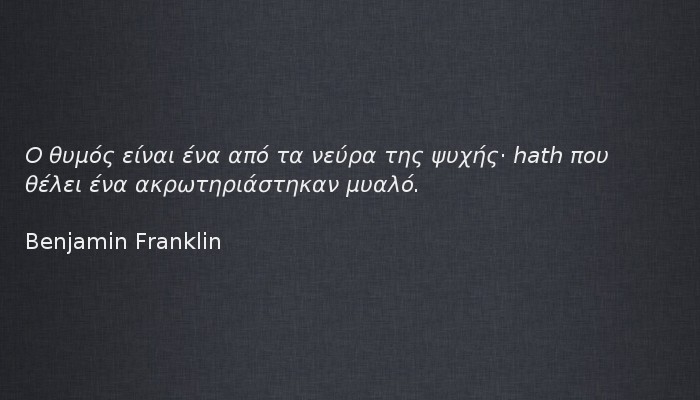 Ο θυμός είναι ένα από τα νεύρα της ψυχής· hath που
θέλει ένα ακρωτηριάστηκαν μυαλό.
Benjamin Franklin